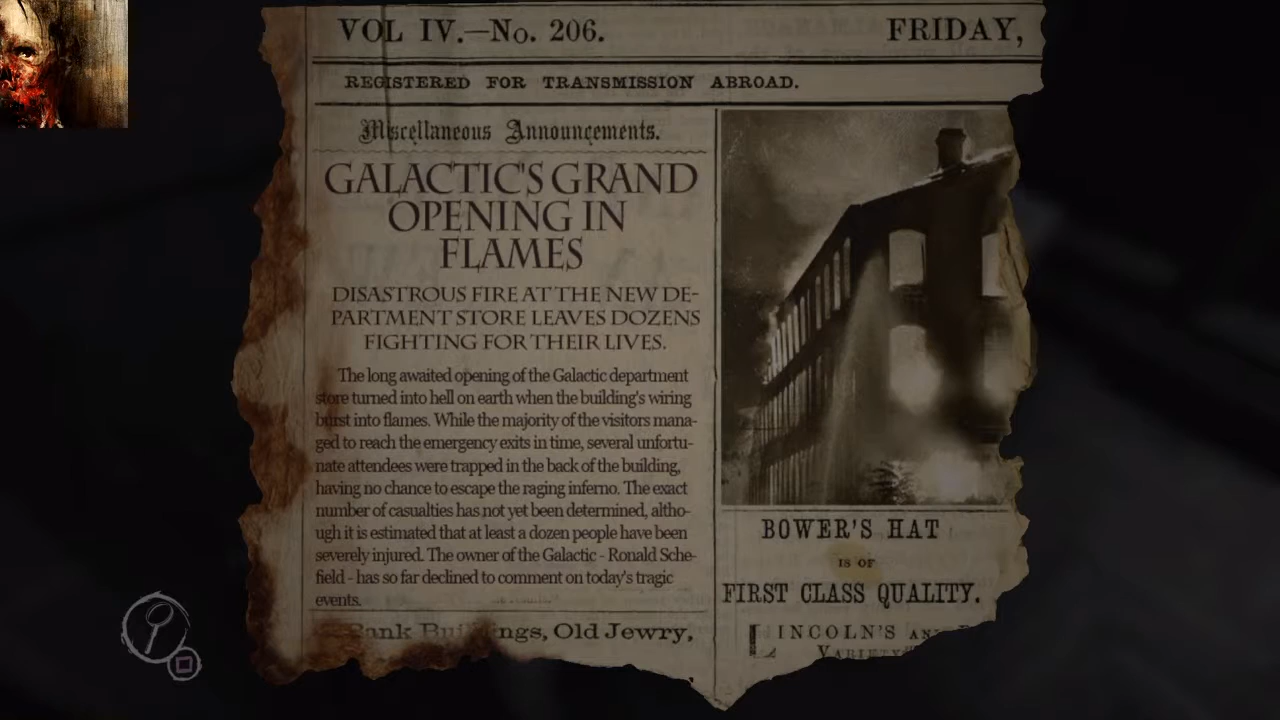 VOL IV.—No. 206.
FRIDAY,
REGISTERED FOR TRANSMISSION ABROAD.
Miscellaneous Announcements.
GALACTIC'S GRAND
OPENING IN
FLAMES
DISASTROUS FIRE AT THE NEW DE-
PARTMENT STORE LEAVES DOZENS
FIGHTING FOR THEIR LIVES.
The long awaited opening of the Galactic department
store turned into hell on earth when the building's wiring
burst into flames. While the majority of the visitors mana-
ged to reach the emergency exits in time, several unfortu-
nate attendees were trapped in the back of the building,
having no chance to escape the raging inferno. The exact
number of casualties has not yet been determined, altho-
ugh it is estimated that at least a dozen people have been
severely injured. The owner of the Galactic - Ronald Sche-
field - has so far declined to comment on today's tragic
events.
Bank Buildings, Old Jewry,
BOWER'S HAT
IS OF
FIRST CLASS QUALITY.
LINCOLN'S
VARIETY